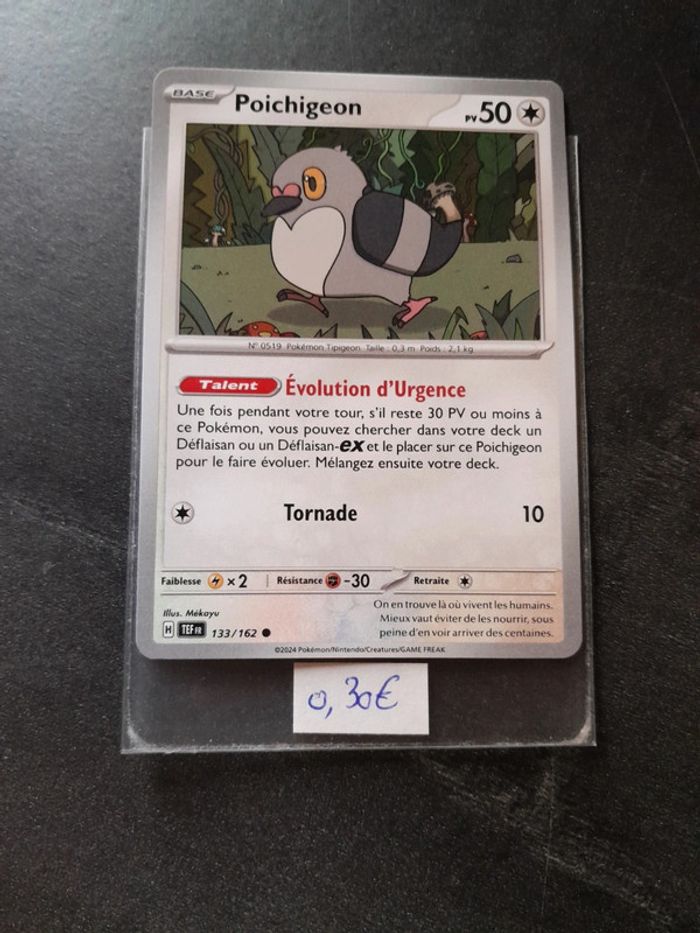 BASE Poichigeon PV 50
N° 0519 Pokémon Tipigeon Taille : 0,3 m Poids : 2,1 kg
Talent Évolution d'Urgence
Une fois pendant votre tour, s'il reste 30 PV ou moins à
ce Pokémon, vous pouvez chercher dans votre deck un
Déflaisan ou un Déflaisan-ex et le placer sur ce Poichigeon
pour le faire évoluer. Mélangez ensuite votre deck.
Tornade 10
Faiblesse ×2 Résistance -30 Retraite
Illus. Mékayu
H TEF FR 133/162
On en trouve là où vivent les humains.
Mieux vaut éviter de les nourrir, sous
peine d'en voir arriver des centaines.
©2024 Pokémon/Nintendo/Creatures/GAME FREAK
0,30€